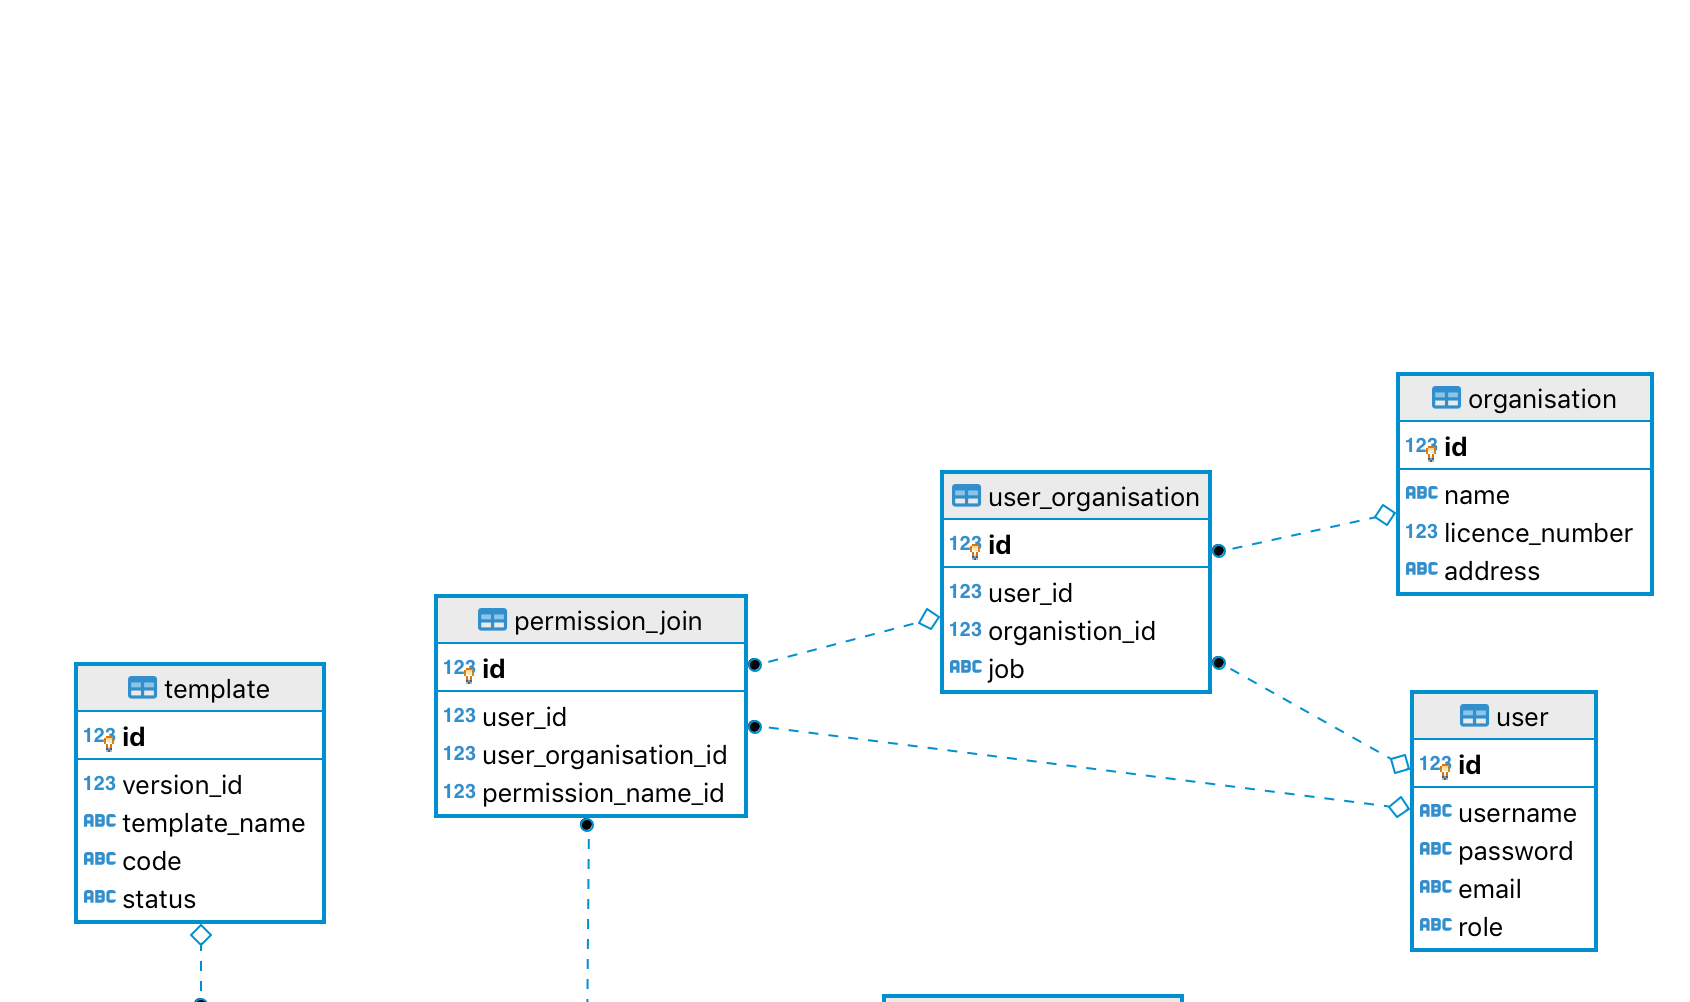 organisation
123 id
ABC name
123 licence_number
ABC address
user_organisation
123 id
123 user_id
123 organistion_id
ABC job
permission_join
123 id
123 user_id
123 user_organisation_id
123 permission_name_id
template
123 id
123 version_id
ABC template_name
ABC code
ABC status
user
123 id
ABC username
ABC password
ABC email
ABC role